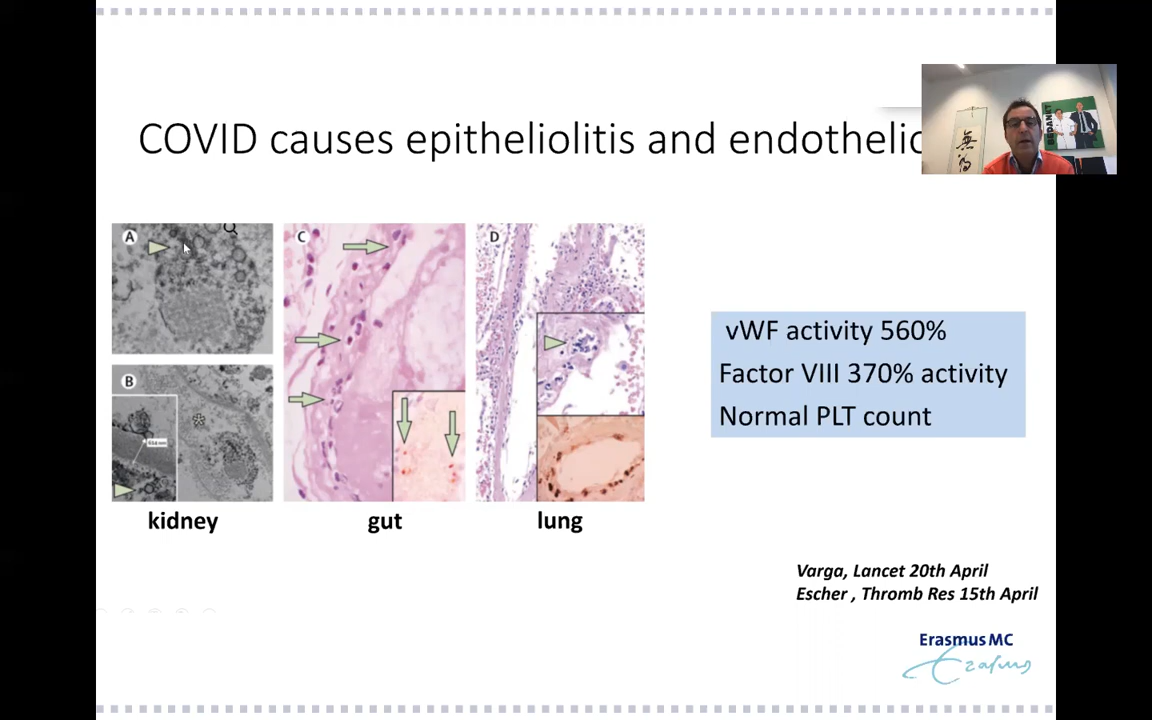 COVID causes epitheliolitis and
A
C
D
B
kidney
gut
lung
vWF activity 560%
Factor VIII 370% activity
Normal PLT count
Varga, Lancet 20th April
Escher , Thromb Res 15th April
Erasmus MC
Erasmus